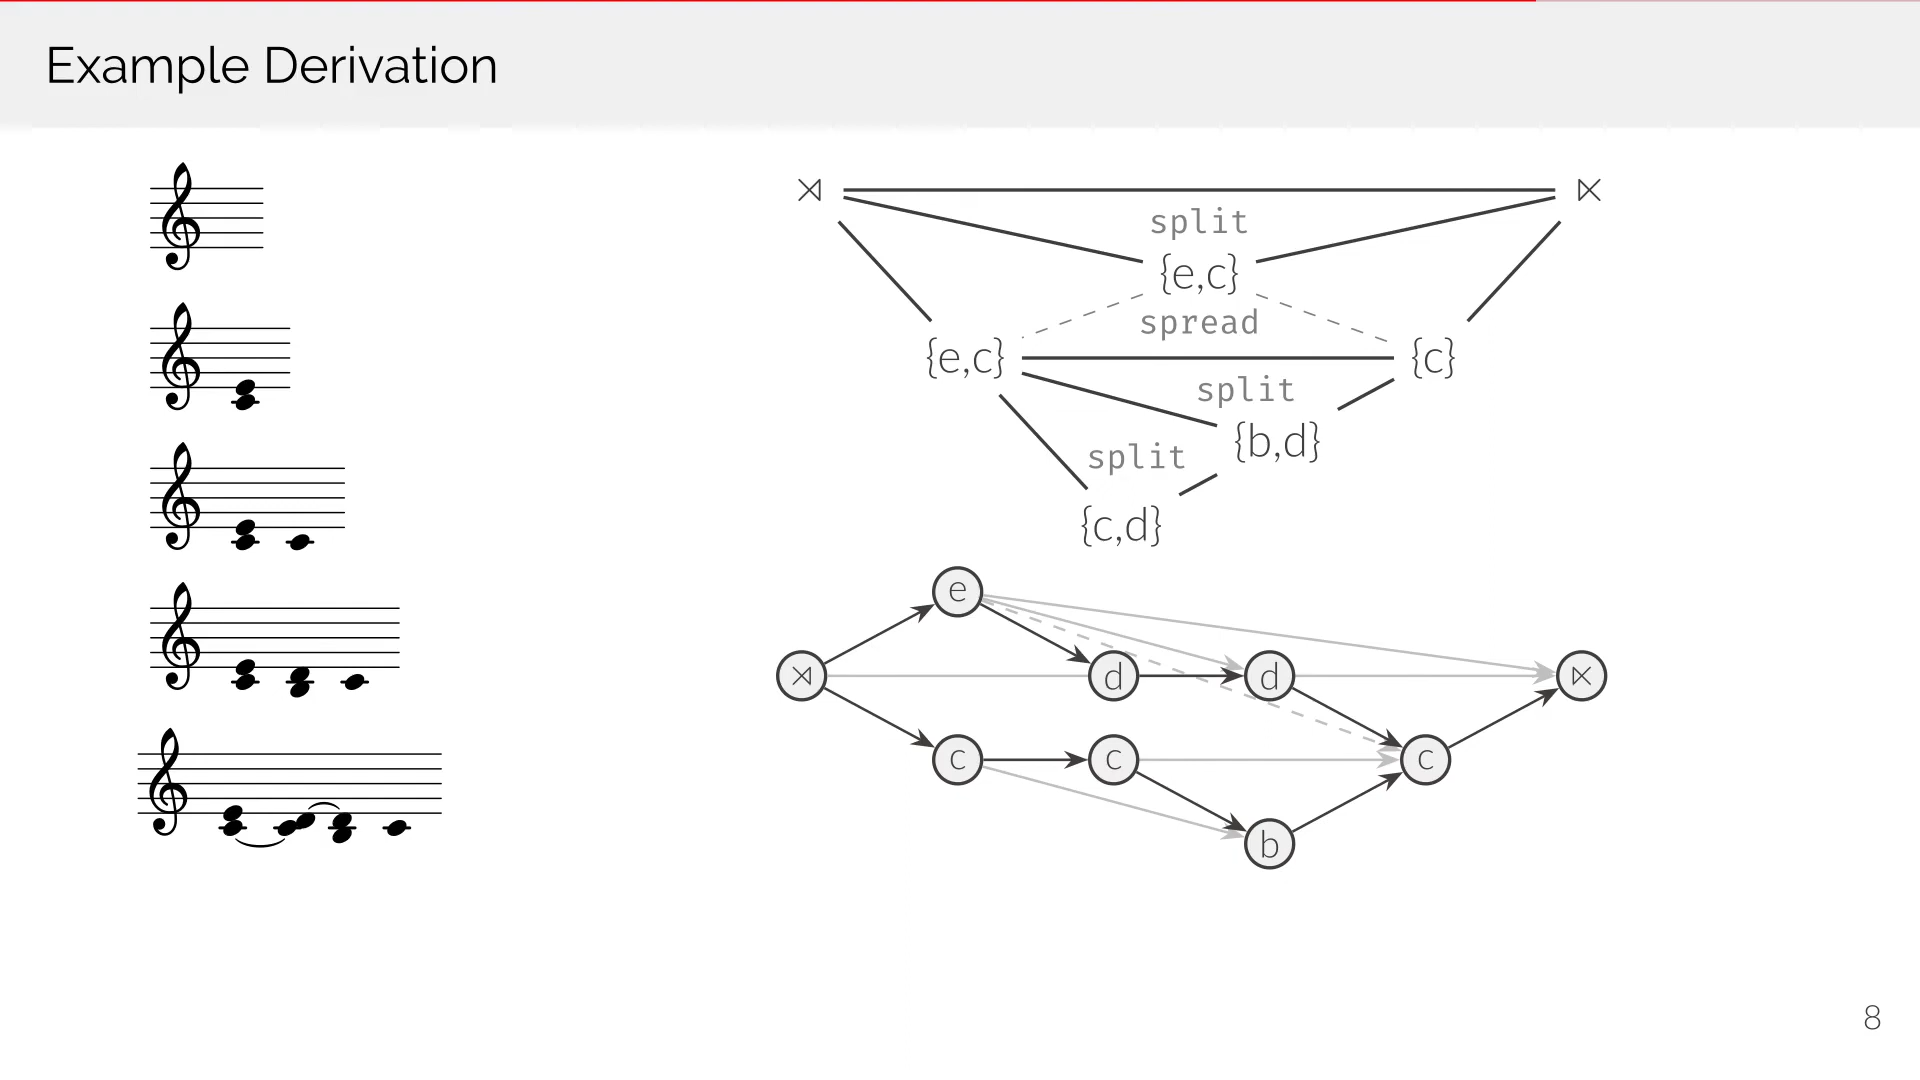 Example Derivation
⋊ ⋉
split
{e,c}
spread
{e,c} {c}
split
{b,d}
split
{c,d}
e
⋊ d d ⋉
c c c
b
8